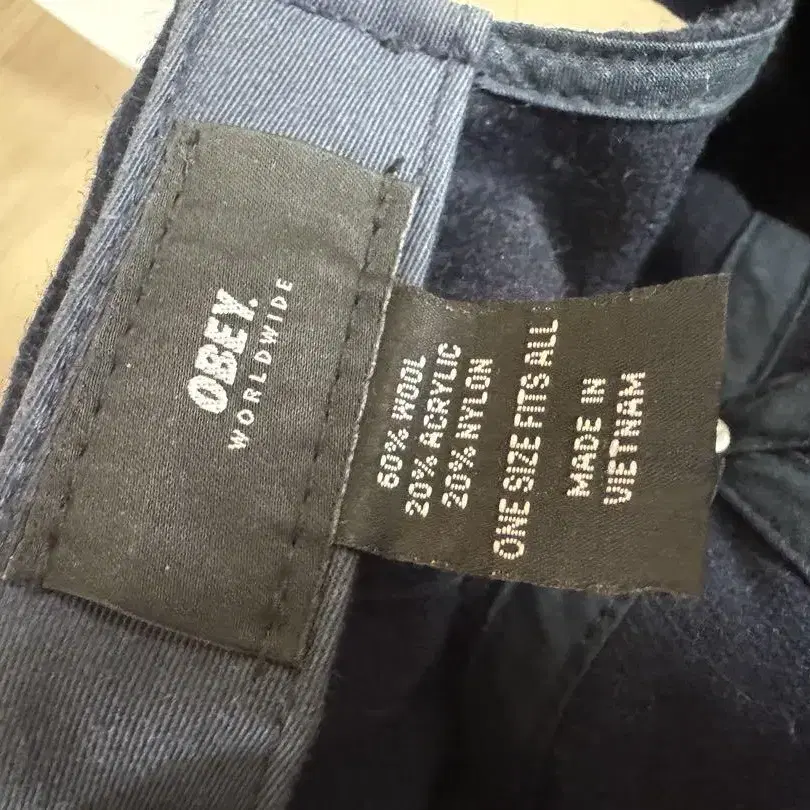 OBEY.
WORLDWIDE
60% WOOL
20% ACRYLIC
20% NYLON
ONE SIZE FITS ALL
MADE IN
VIETNAM